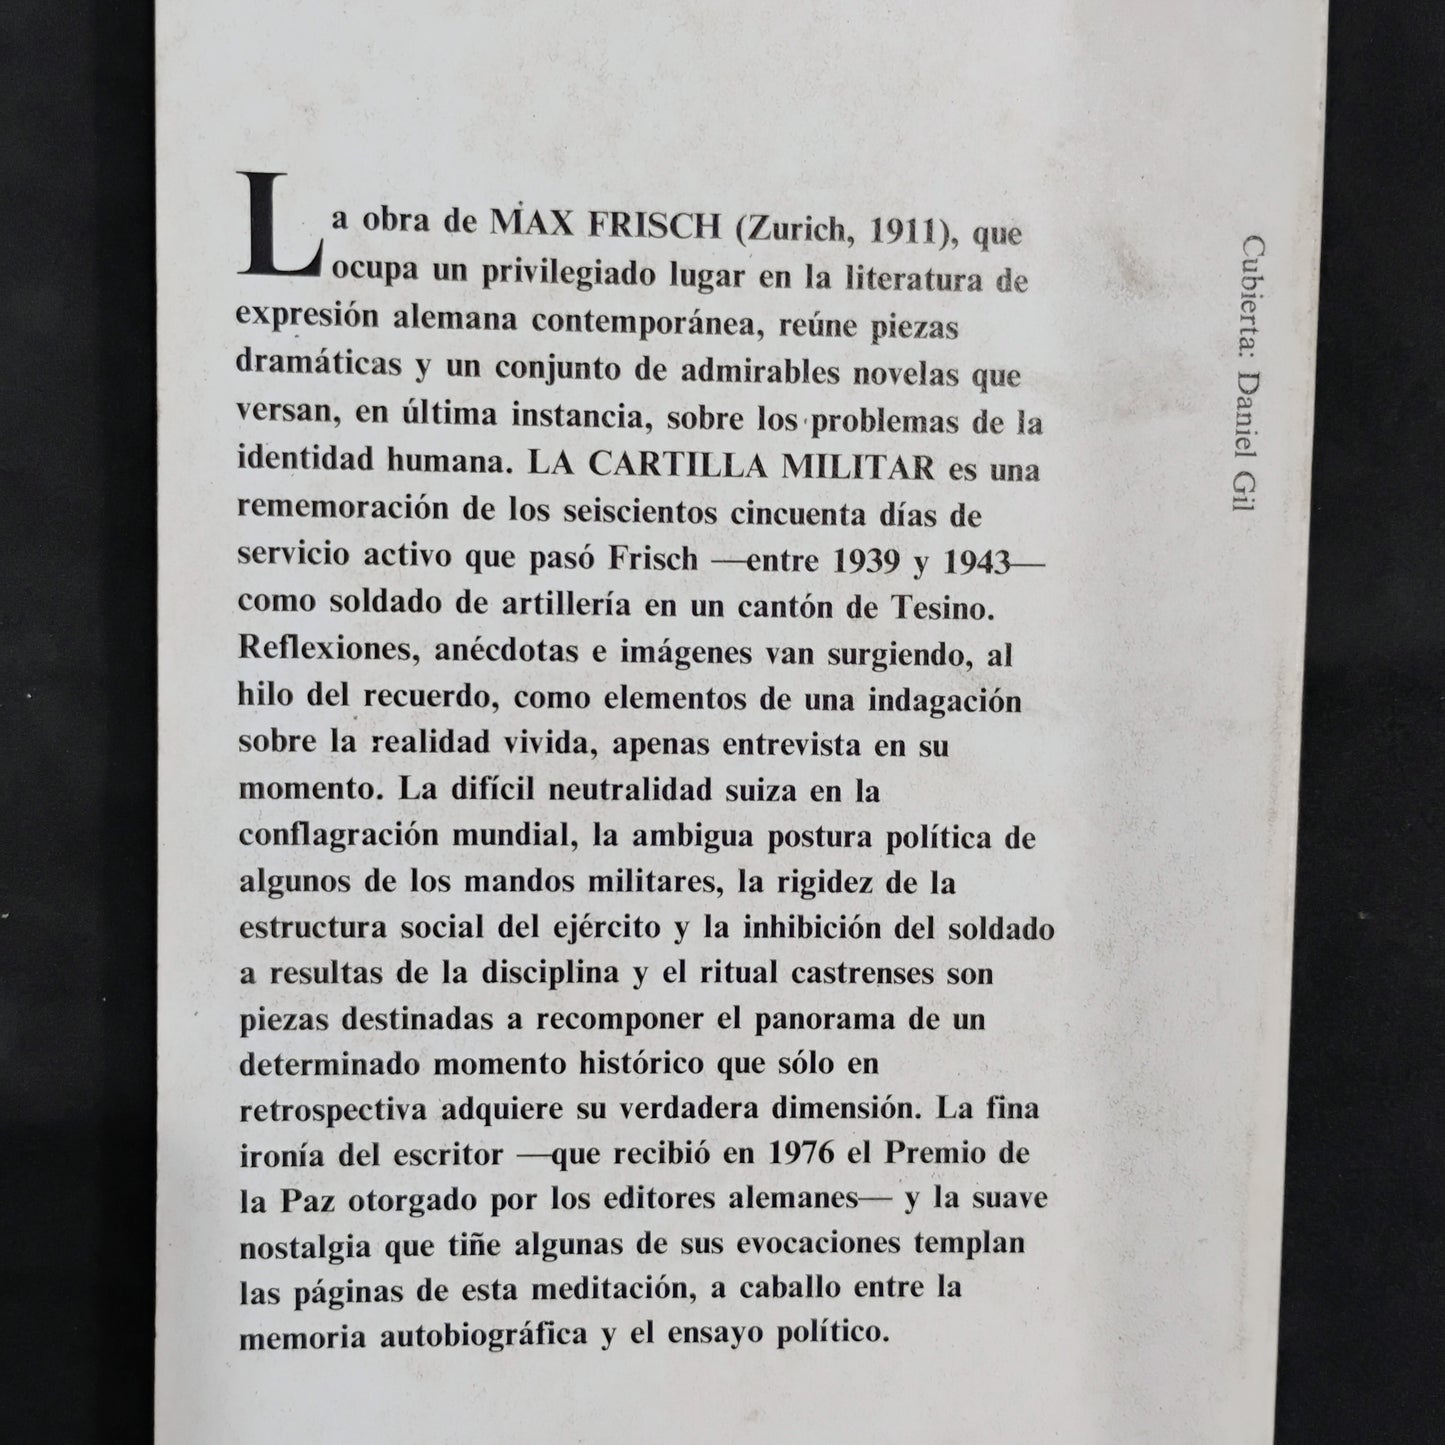 La obra de MAX FRISCH (Zurich, 1911), que
ocupa un privilegiado lugar en la literatura de
expresión alemana contemporánea, reúne piezas
dramáticas y un conjunto de admirables novelas que
versan, en última instancia, sobre los problemas de la
identidad humana. LA CARTILLA MILITAR es una
rememoración de los seiscientos cincuenta días de
servicio activo que pasó Frisch —entre 1939 y 1943—
como soldado de artillería en un cantón de Tesino.
Reflexiones, anécdotas e imágenes van surgiendo, al
hilo del recuerdo, como elementos de una indagación
sobre la realidad vivida, apenas entrevista en su
momento. La difícil neutralidad suiza en la
conflagración mundial, la ambigua postura política de
algunos de los mandos militares, la rigidez de la
estructura social del ejército y la inhibición del soldado
a resultas de la disciplina y el ritual castrenses son
piezas destinadas a recomponer el panorama de un
determinado momento histórico que sólo en
retrospectiva adquiere su verdadera dimensión. La fina
ironía del escritor —que recibió en 1976 el Premio de
la Paz otorgado por los editores alemanes— y la suave
nostalgia que tiñe algunas de sus evocaciones templan
las páginas de esta meditación, a caballo entre la
memoria autobiográfica y el ensayo político.
Cubierta: Daniel Gil